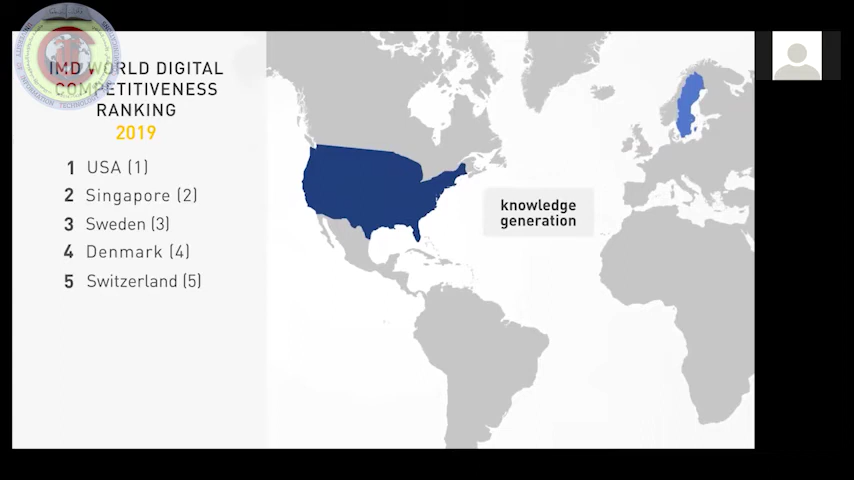 IMD WORLD DIGITAL
COMPETITIVENESS
RANKING
2019
1 USA (1)
2 Singapore (2)
3 Sweden (3)
4 Denmark (4)
5 Switzerland (5)
knowledge
generation